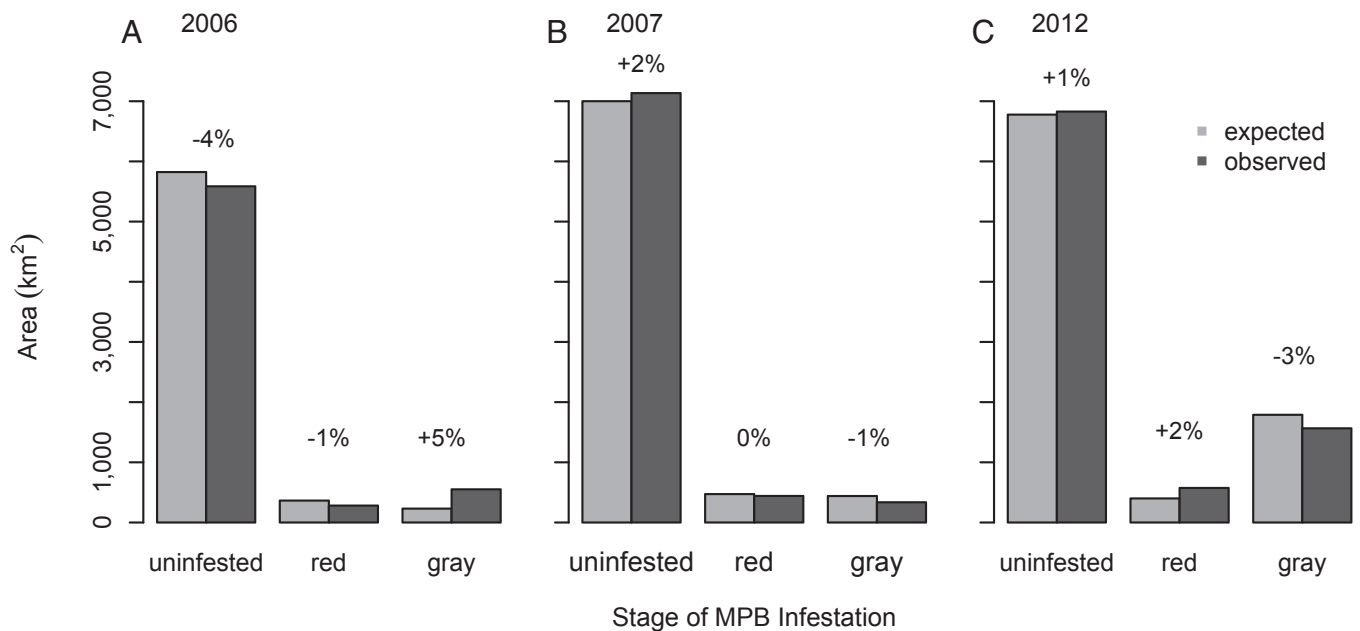 A 2006
B 2007
C 2012
Area (km²)
7,000
5,000
3,000
1,000
0
-4%
-1%
+5%
+2%
0%
-1%
+1%
+2%
-3%
expected
observed
uninfested red gray
uninfested red gray
uninfested red gray
Stage of MPB Infestation